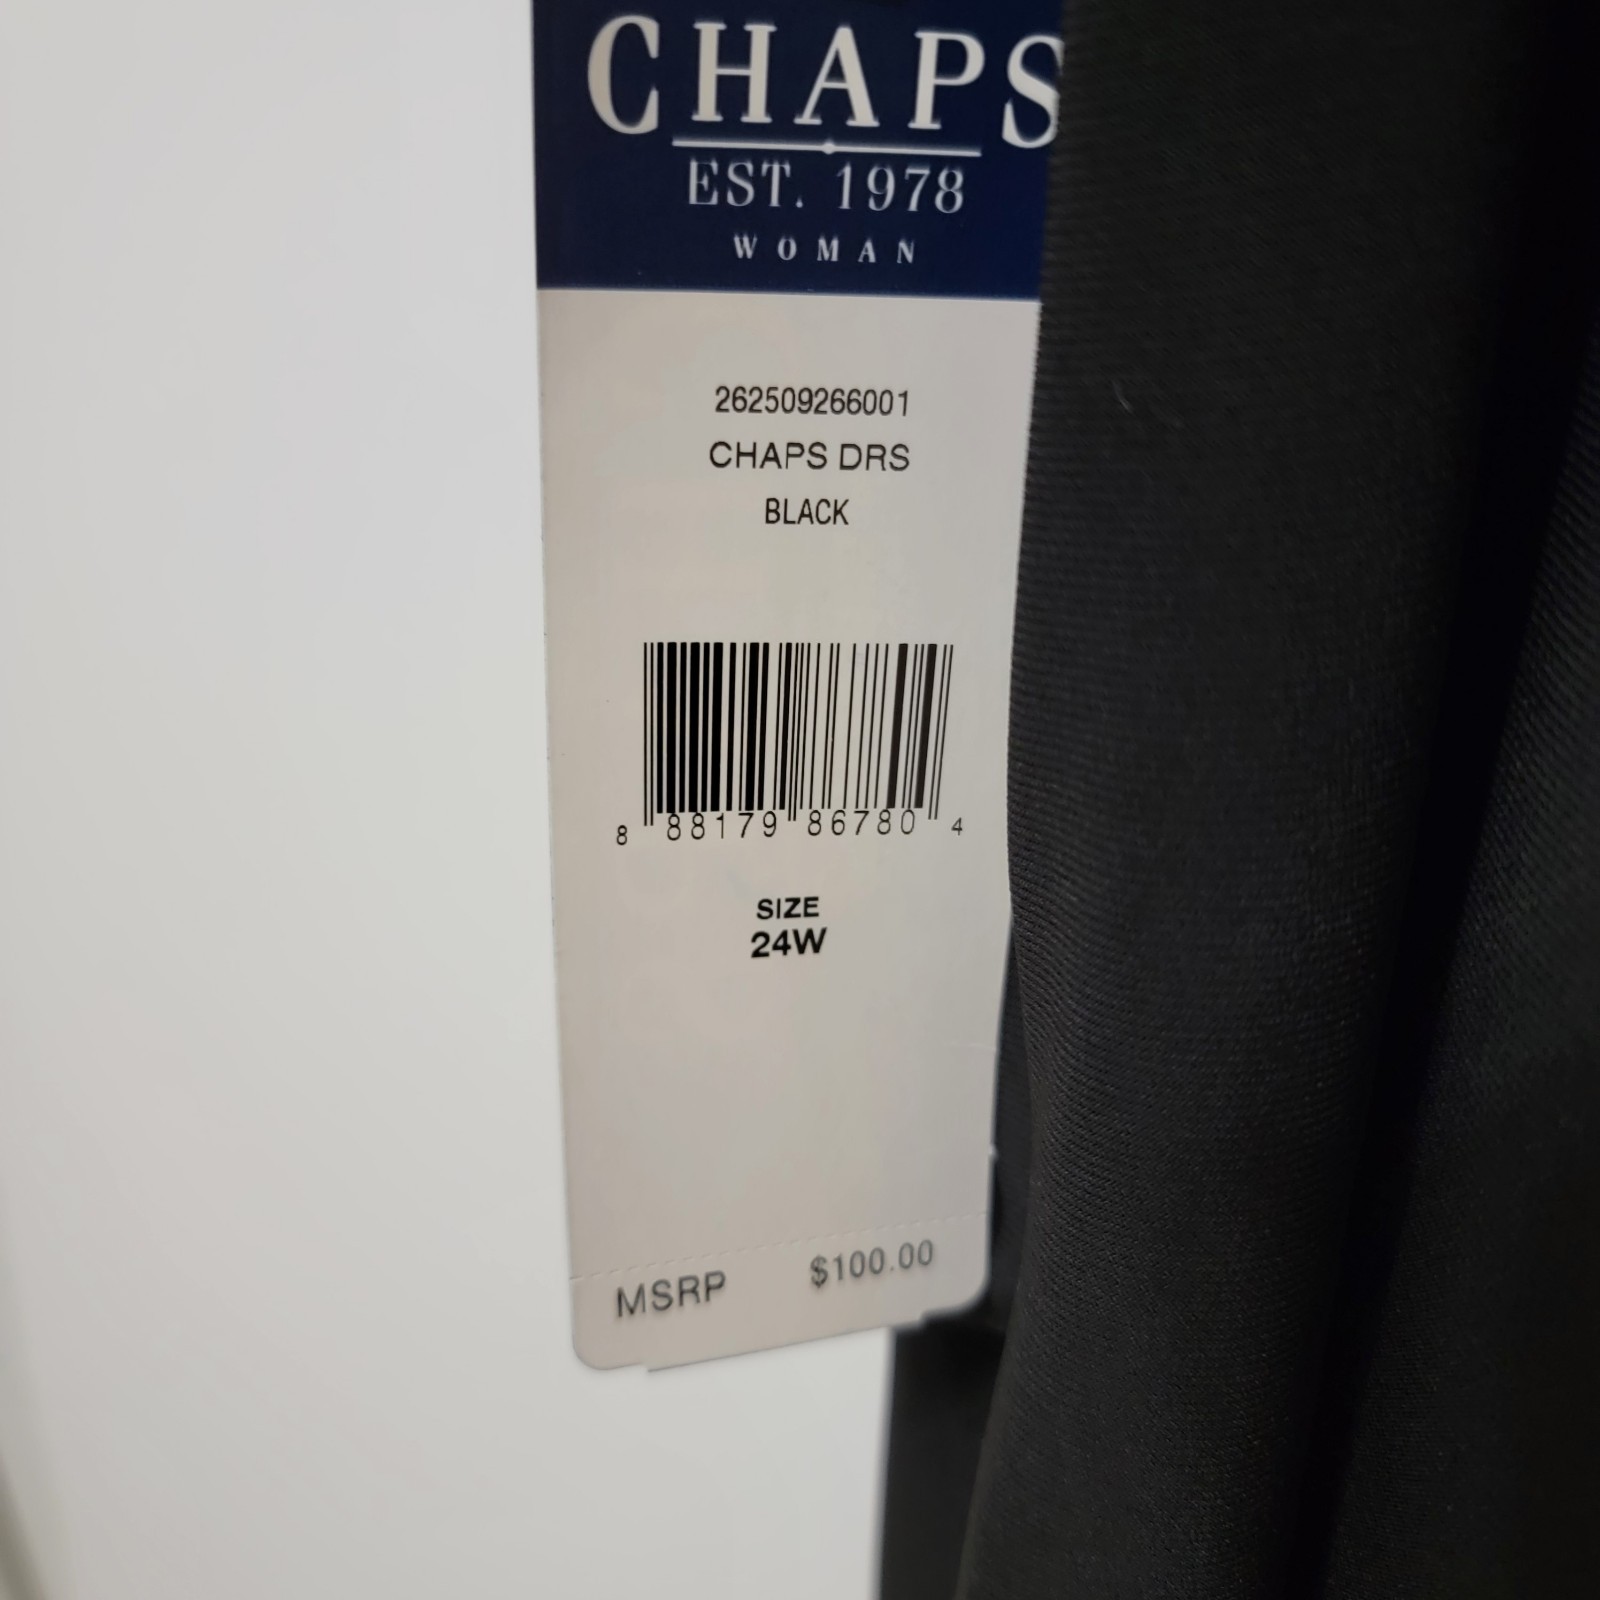 CHAPS
EST. 1978
WOMAN
262509266001
CHAPS DRS
BLACK
8 88179 86780 4
SIZE
24W
MSRP $100.00